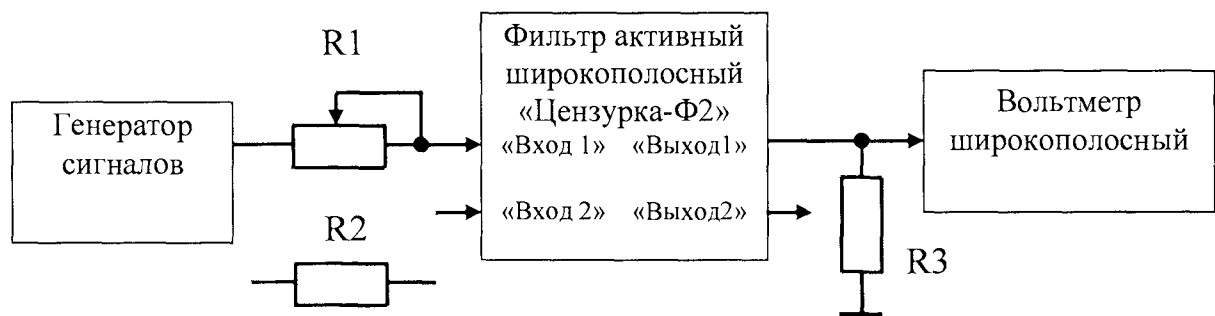 R1
Генератор
сигналов
R2
Фильтр активный
широкополосный
«Цензурка-Ф2»
«Вход 1» «Выход1»
«Вход 2» «Выход2»
Вольтметр
широкополосный
R3